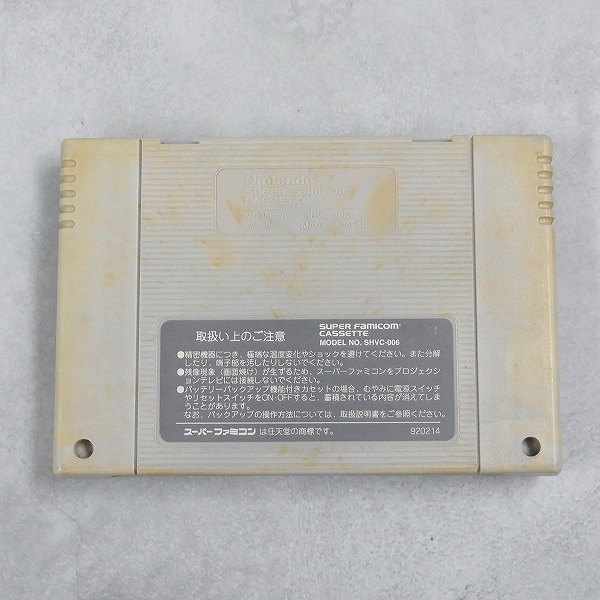 Nintendo
SUPER FAMICOM
CASSETTE
取扱い上のご注意
SUPER FAMICOM
CASSETTE
MODEL NO. SHVC-006
●精密機器につき、極端な温度変化やショックを避けてください。また分解
したり、端子部を汚したりしないでください。
●残像現象（画面焼け）が生ずるため、スーパーファミコンをプロジェク
ションテレビには接続しないでください。
●バッテリーバックアップ機能付きカセットの場合、むやみに電源スイッチ
やリセットスイッチをON・OFFすると、蓄積されている内容が消えてしま
うことがあります。
なお、バックアップの操作方法については、取扱説明書をご参照ください。
スーパーファミコン は任天堂の商標です。
920214